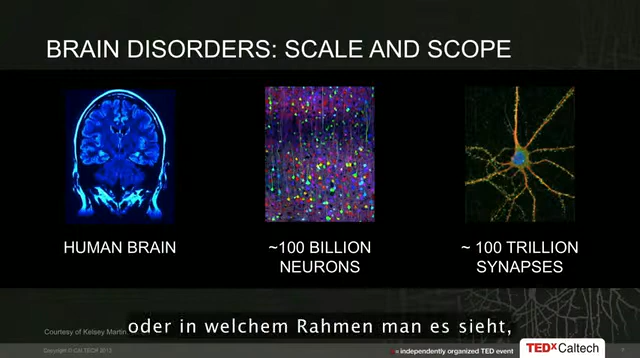 BRAIN DISORDERS: SCALE AND SCOPE
HUMAN BRAIN
~100 BILLION
NEURONS
~ 100 TRILLION
SYNAPSES
oder in welchem Rahmen man es sieht,
Courtesy of Kelsey Martin
x = independently organized TED event
TEDxCaltech